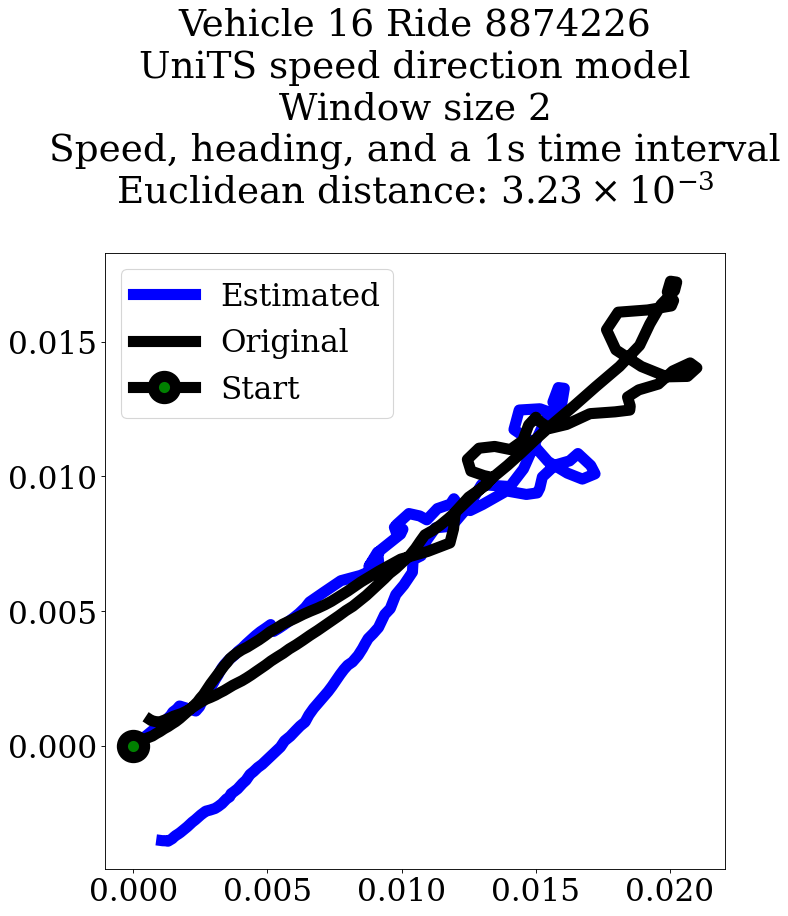 Vehicle 16 Ride 8874226
UniTS speed direction model
Window size 2
Speed, heading, and a 1s time interval
Euclidean distance: 3.23 × 10⁻³
Estimated
Original
Start
0.015
0.010
0.005
0.000
0.000 0.005 0.010 0.015 0.020